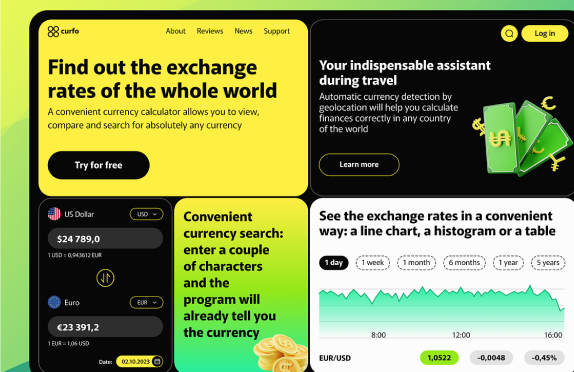 curfo
About
Reviews
News
Support
Log in
Find out the exchange
rates of the whole world
A convenient currency calculator allows you to view,
compare and search for absolutely any currency
Try for free
Your indispensable assistant
during travel
Automatic currency detection by
geolocation will help you calculate
finances correctly in any country
of the world
Learn more
US Dollar
USD
$24 789,0
1 USD = 0,943612 EUR
Euro
EUR
€23 391,2
1 EUR = 1,06 USD
Date:
02.10.2023
Convenient
currency search:
enter a couple
of characters
and the
program will
already tell you
the currency
See the exchange rates in a convenient
way: a line chart, a histogram or a table
1 day
1 week
1 month
6 months
1 year
5 years
8:00
12:00
16:00
EUR/USD
1,0522
-0,0048
-0,45%